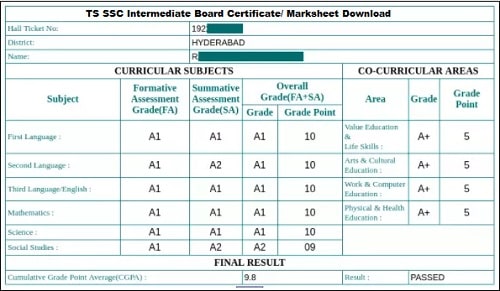 TS SSC Intermediate Board Certificate/ Marksheet Download
Hall Ticket No: 192
District: HYDERABAD
Name: R
CURRICULAR SUBJECTS CO-CURRICULAR AREAS
Subject Formative Assessment Grade(FA) Summative Assessment Grade(SA) Overall Grade(FA+SA) Grade Grade Point Area Grade Grade Point
First Language : A1 A1 A1 10 Value Education & Life Skills : A+ 5
Second Language : A1 A2 A1 10 Arts & Cultural Education : A+ 5
Third Language/English : A1 A1 A1 10 Work & Computer Education : A+ 5
Mathematics : A1 A1 A1 10 Physical & Health Education : A+ 5
Science : A1 A1 A1 10
Social Studies : A1 A2 A2 09
FINAL RESULT
Cumulative Grade Point Average(CGPA) : 9.8 Result : PASSED